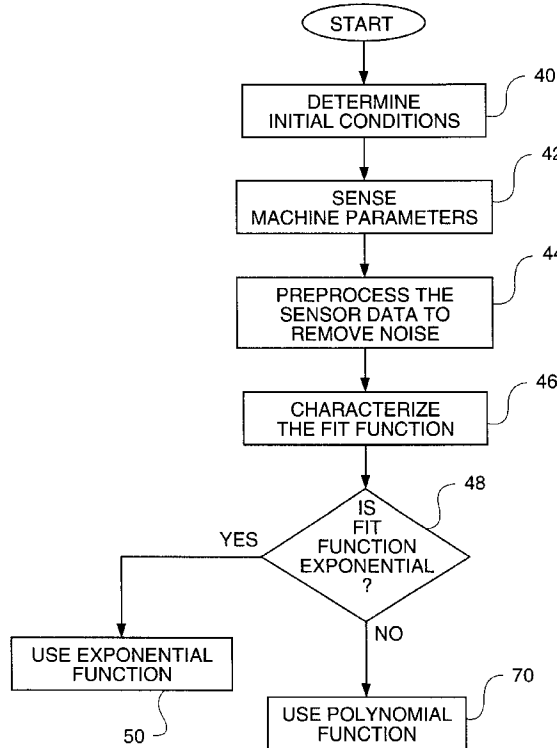 START
40
DETERMINE
INITIAL CONDITIONS
42
SENSE
MACHINE PARAMETERS
44
PREPROCESS THE
SENSOR DATA TO
REMOVE NOISE
46
CHARACTERIZE
THE FIT FUNCTION
48
IS
FIT
FUNCTION
EXPONENTIAL
?
YES
NO
USE EXPONENTIAL
FUNCTION
50
70
USE POLYNOMIAL
FUNCTION